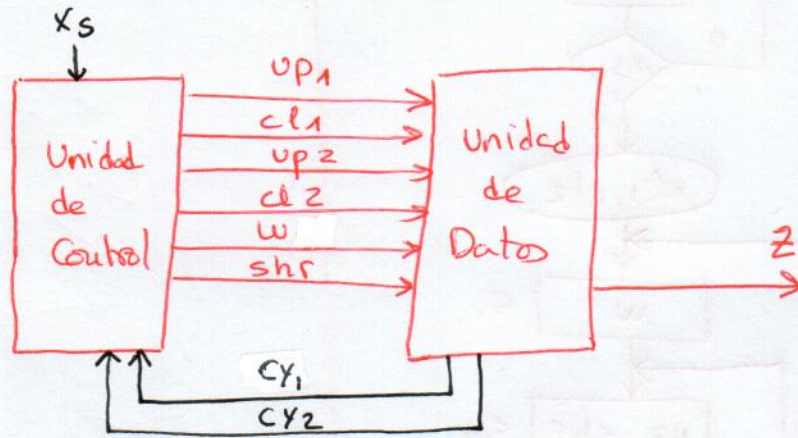 Xs
Unidad
de
Control
up1
cl1
up2
cl2
w
shr
Unidad
de
Datos
Z
CY1
CY2